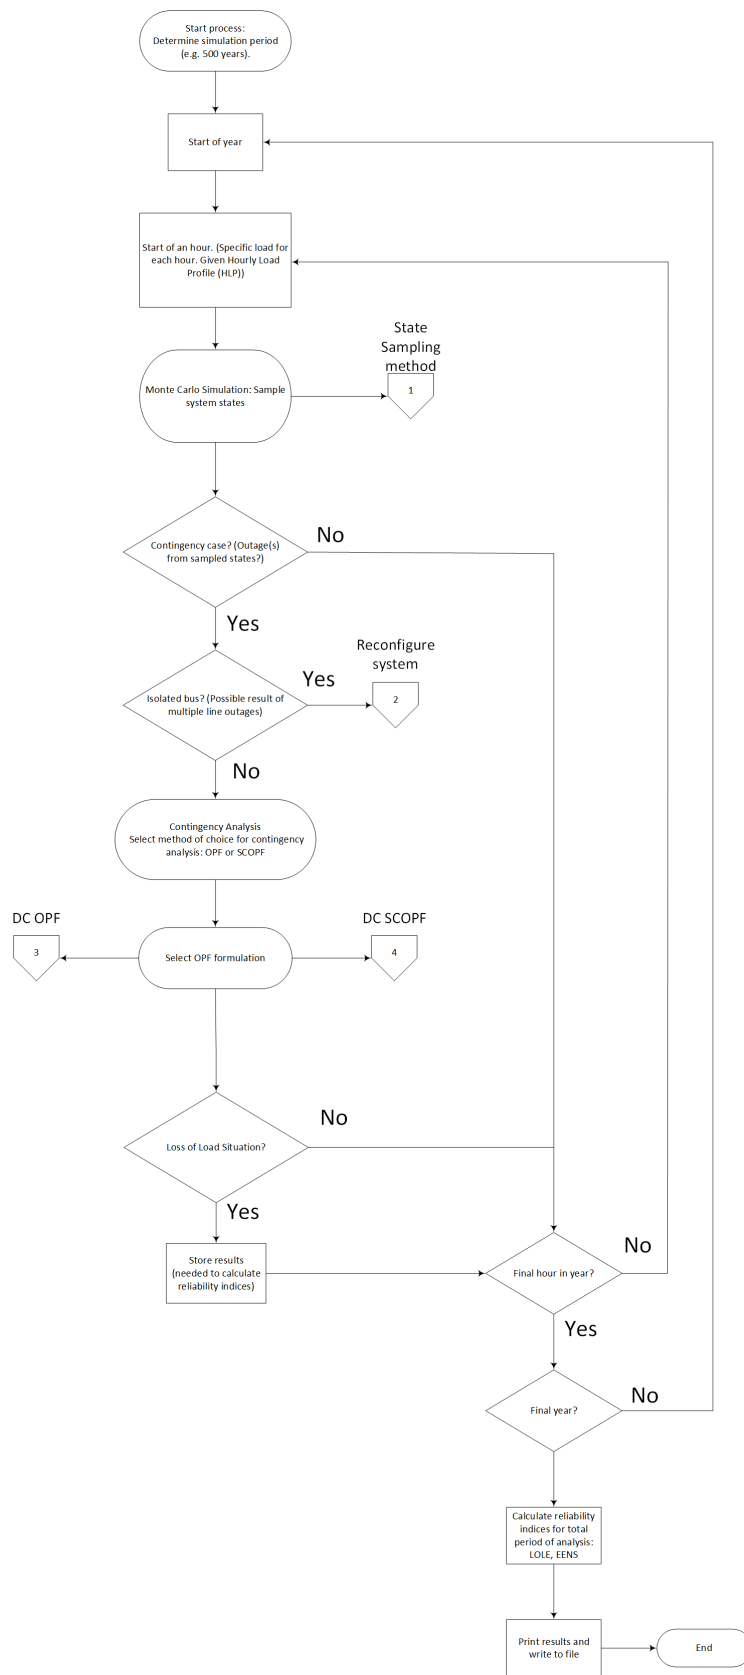 Start process:
Determine simulation period
(e.g. 500 years).
Start of year
Start of an hour. (Specific load for
each hour. Given Hourly Load
Profile (HLP))
State
Sampling
method
1
Monte Carlo Simulation: Sample
system states
Contingency case? (Outage(s)
from sampled states?)
No
Yes
Reconfigure
system
Yes
2
Isolated bus? (Possible result of
multiple line outages)
No
Contingency Analysis
Select method of choice for contingency
analysis: OPF or SCOPF
DC OPF
3
Select OPF formulation
DC SCOPF
4
Loss of Load Situation?
No
Yes
Store results
(needed to calculate
reliability indices)
Final hour in year?
No
Yes
Final year?
No
Calculate reliability
indices for total
period of analysis:
LOLE, EENS
Print results and
write to file
End